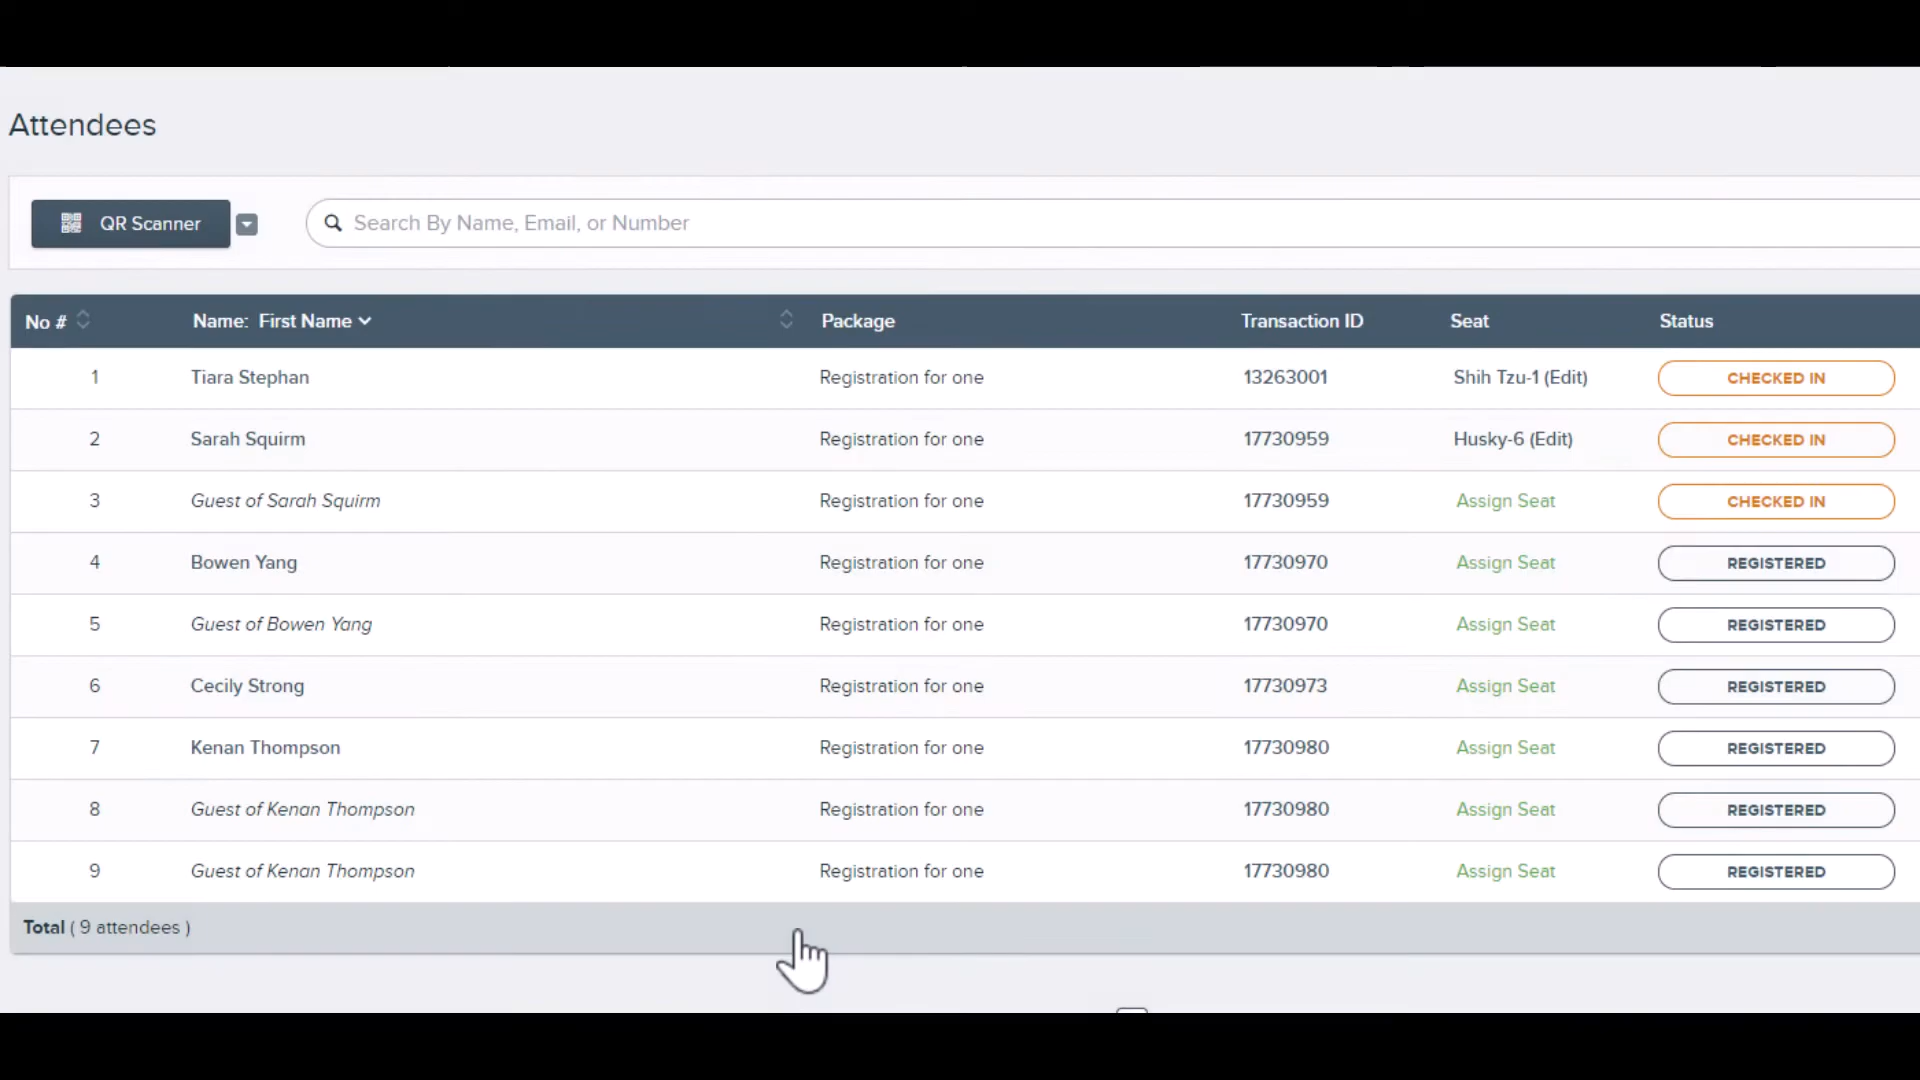 Attendees
QR Scanner
Search By Name, Email, or Number
No # Name: First Name Package Transaction ID Seat Status
1 Tiara Stephan Registration for one 13263001 Shih Tzu-1 (Edit) CHECKED IN
2 Sarah Squirm Registration for one 17730959 Husky-6 (Edit) CHECKED IN
3 Guest of Sarah Squirm Registration for one 17730959 Assign Seat CHECKED IN
4 Bowen Yang Registration for one 17730970 Assign Seat REGISTERED
5 Guest of Bowen Yang Registration for one 17730970 Assign Seat REGISTERED
6 Cecily Strong Registration for one 17730973 Assign Seat REGISTERED
7 Kenan Thompson Registration for one 17730980 Assign Seat REGISTERED
8 Guest of Kenan Thompson Registration for one 17730980 Assign Seat REGISTERED
9 Guest of Kenan Thompson Registration for one 17730980 Assign Seat REGISTERED
Total ( 9 attendees )